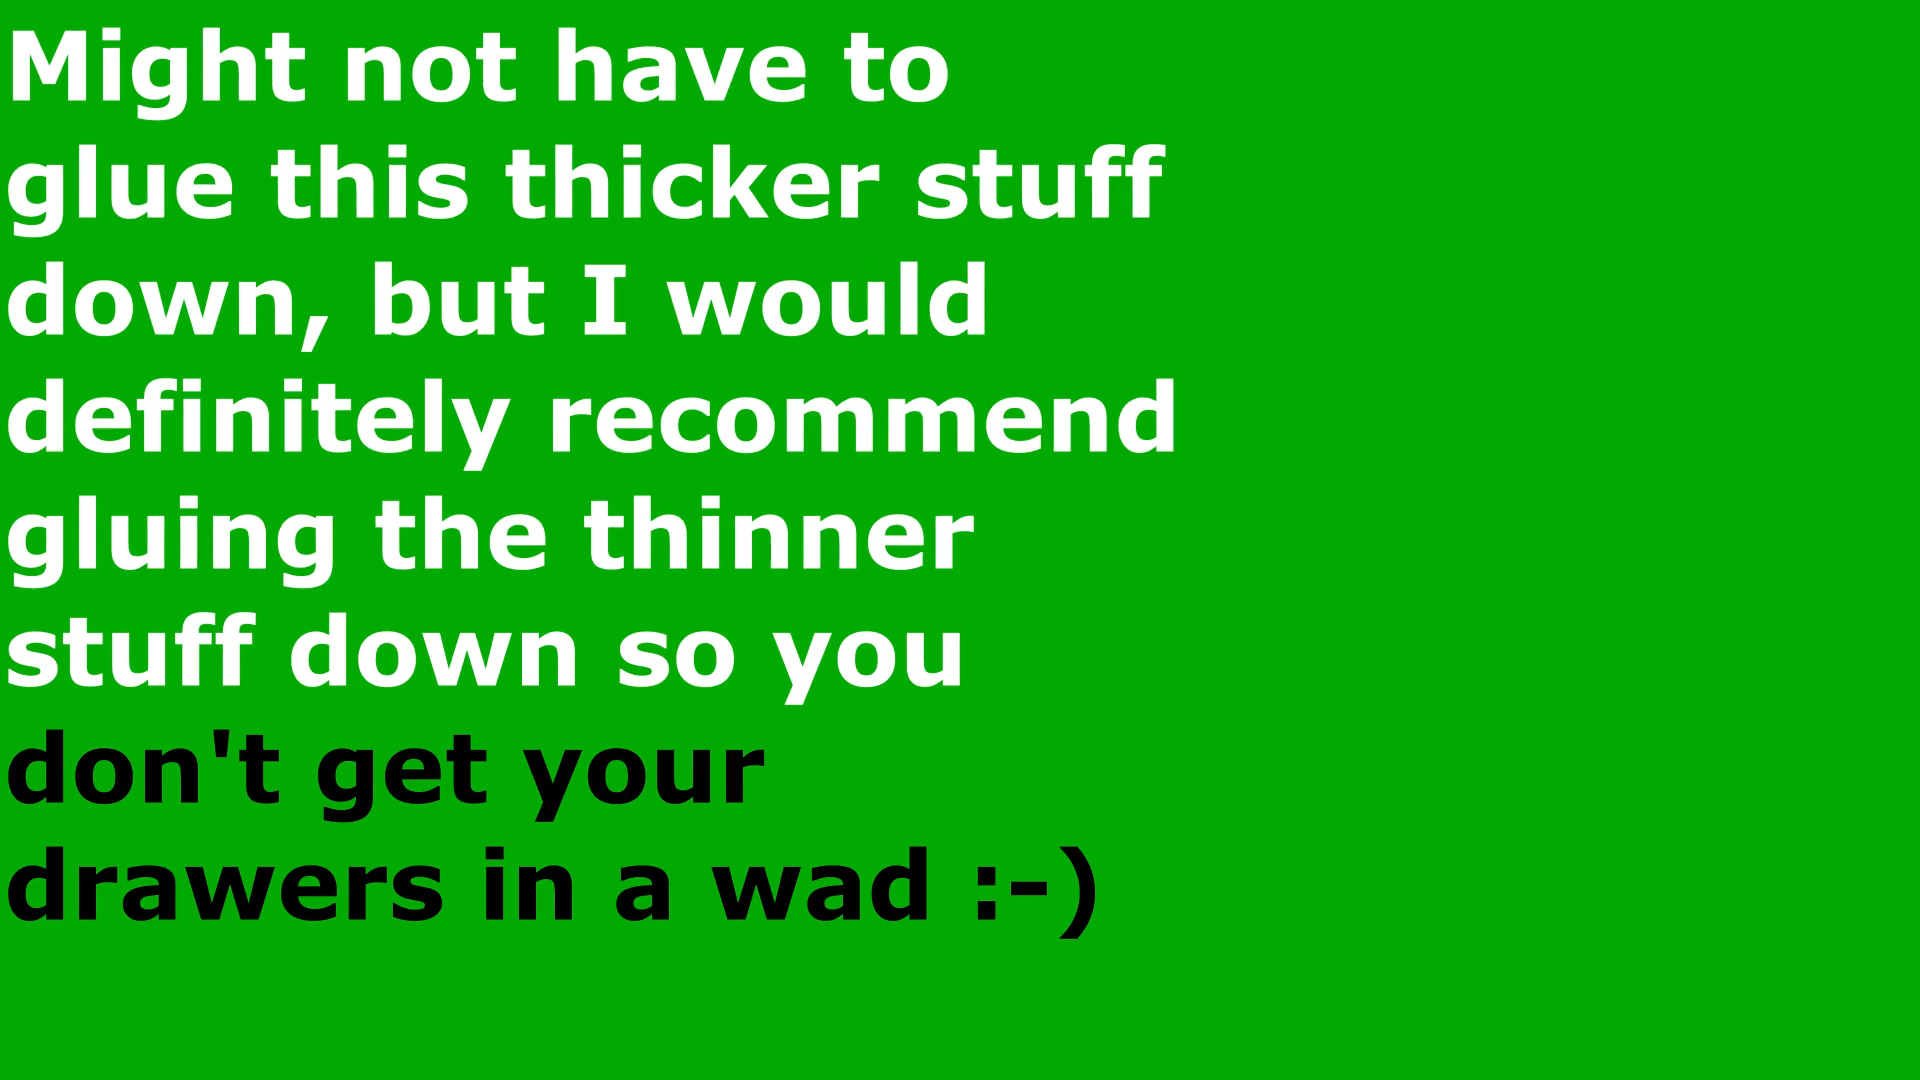 Might not have to
glue this thicker stuff
down, but I would
definitely recommend
gluing the thinner
stuff down so you
don't get your
drawers in a wad :-)